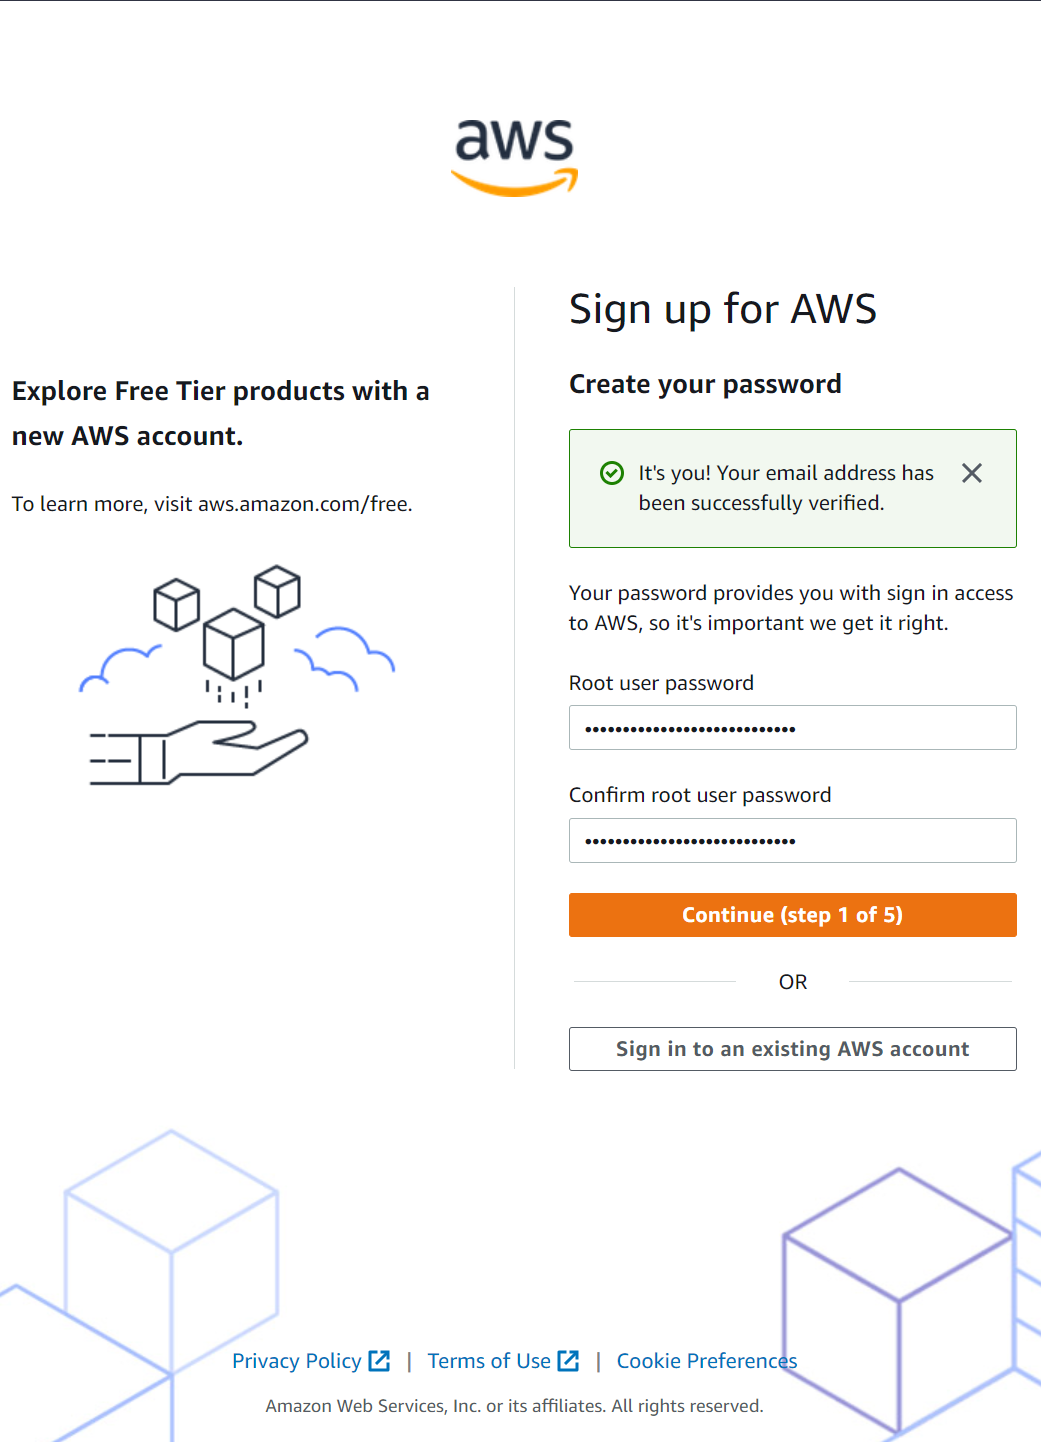 aws
Explore Free Tier products with a
new AWS account.
To learn more, visit aws.amazon.com/free.
Sign up for AWS
Create your password
It's you! Your email address has
been successfully verified.
Your password provides you with sign in access
to AWS, so it's important we get it right.
Root user password
••••••••••••••••••••••••••••
Confirm root user password
••••••••••••••••••••••••••••
Continue (step 1 of 5)
OR
Sign in to an existing AWS account
Privacy Policy | Terms of Use | Cookie Preferences
Amazon Web Services, Inc. or its affiliates. All rights reserved.